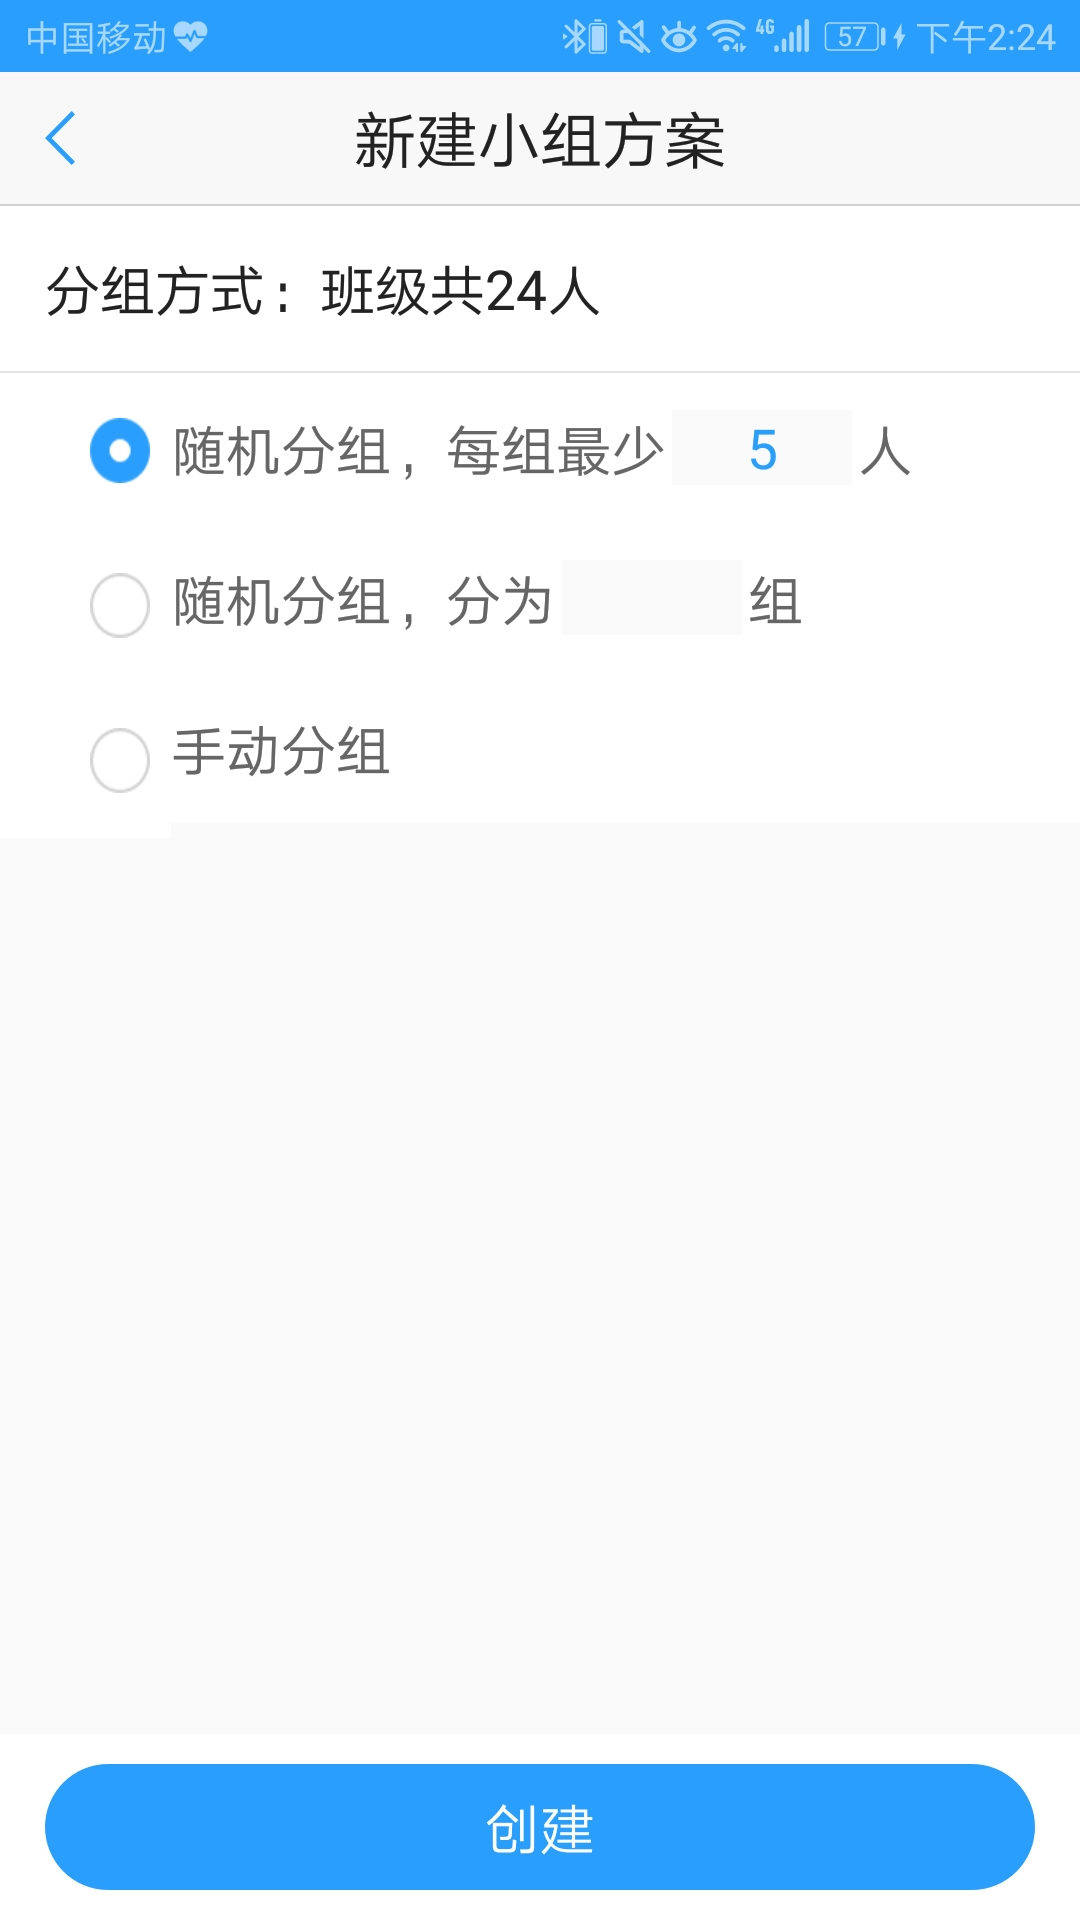 中国移动 4G 57 下午2:24
新建小组方案
分组方式：班级共24人
随机分组，每组最少 5 人
随机分组，分为 组
手动分组
创建